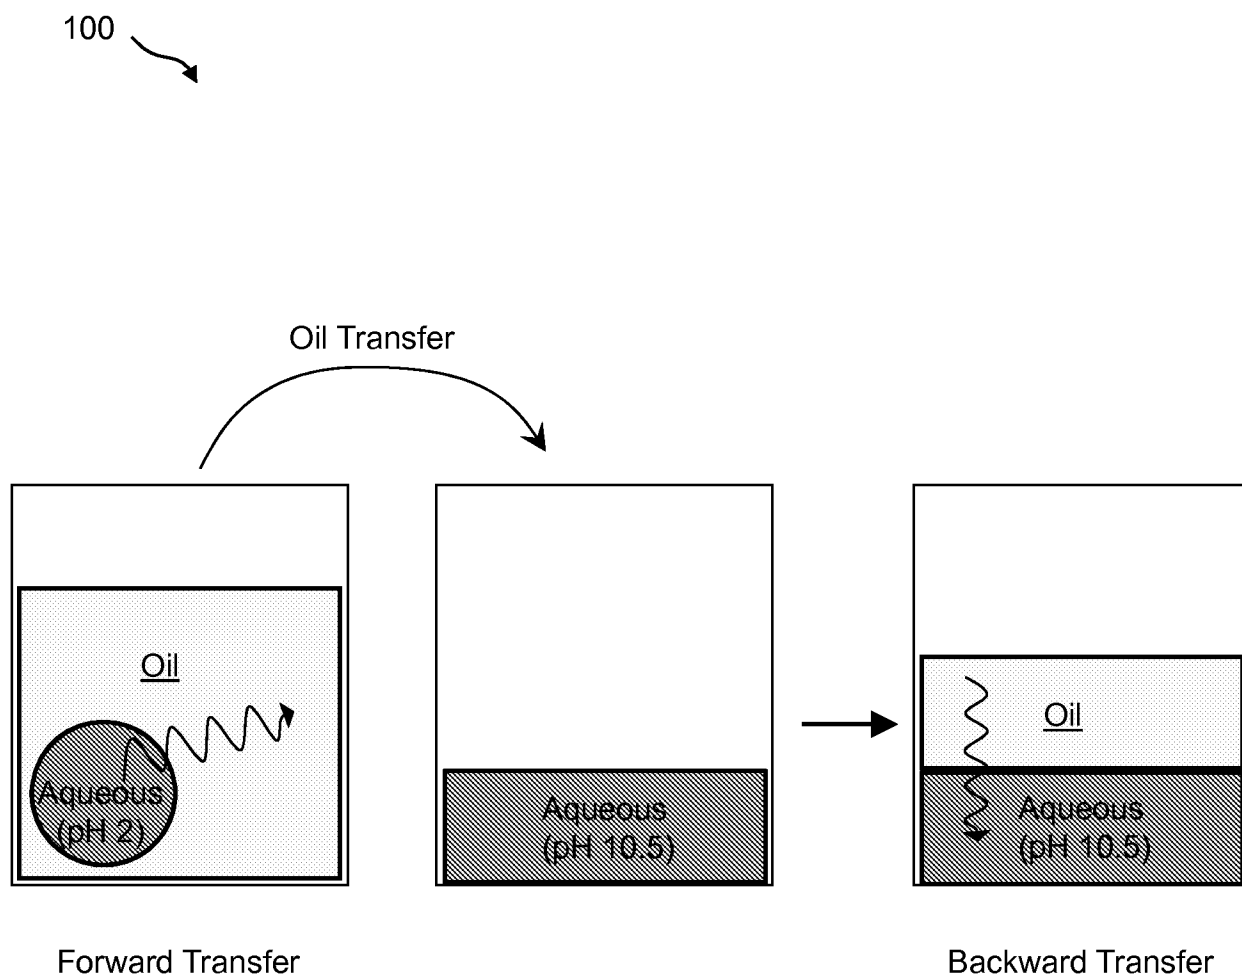 100
Oil Transfer
Oil
Aqueous
(pH 2)
Aqueous
(pH 10.5)
Oil
Aqueous
(pH 10.5)
Forward Transfer
Backward Transfer